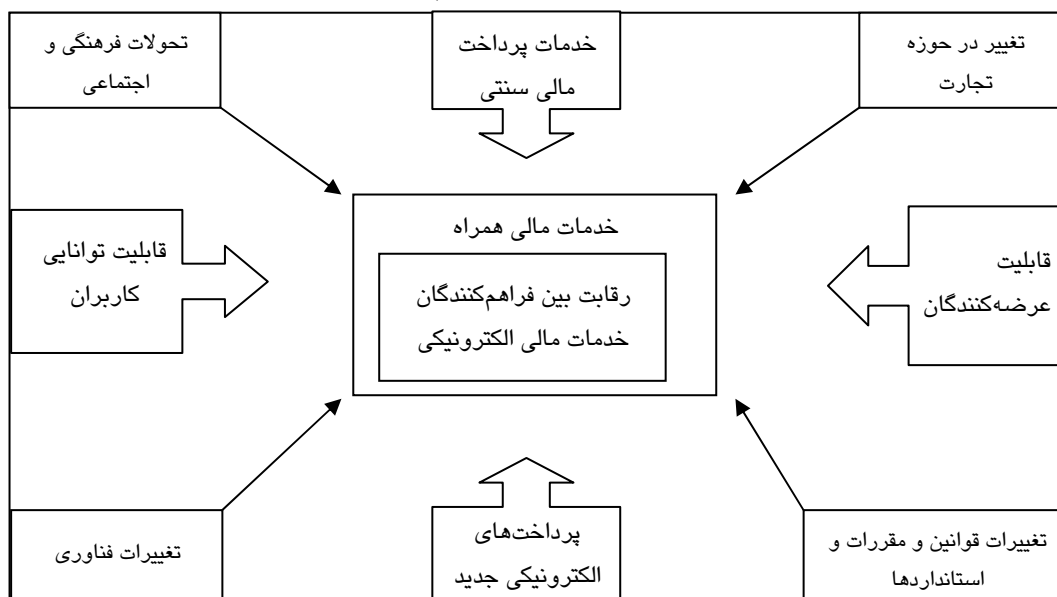 تغییر در حوزه
تجارت
خدمات پرداخت
مالی سنتی
تحولات فرهنگی و
اجتماعی
قابلیت
عرضه‌کنندگان
خدمات مالی همراه
رقابت بین فراهم‌کنندگان
خدمات مالی الکترونیکی
قابلیت توانایی
کاربران
تغییرات قوانین و مقررات و
استانداردها
پرداخت‌های
الکترونیکی جدید
تغییرات فناوری